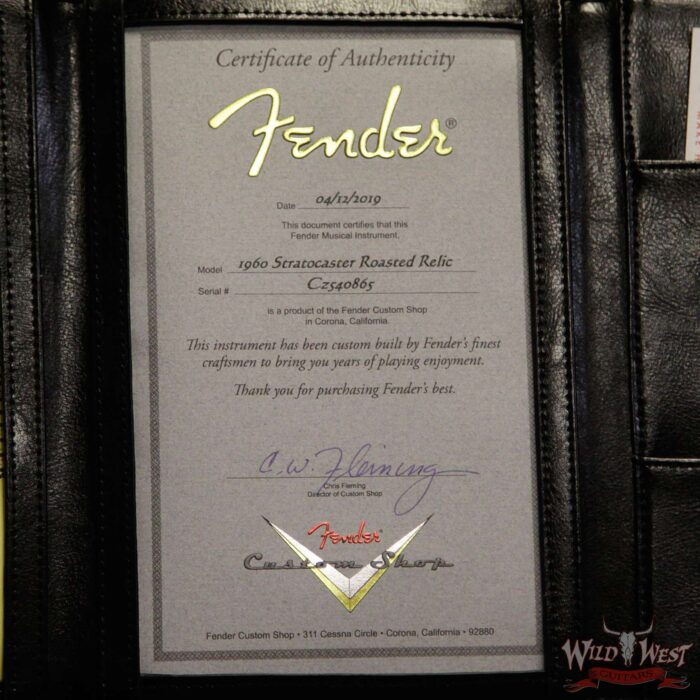 Certificate of Authenticity
Fender®
Date 04/12/2019
This document certifies that this
Fender Musical Instrument.
Model 1960 Stratocaster Roasted Relic
Serial # CZ540865
is a product of the Fender Custom Shop
in Corona, California.
This instrument has been custom built by Fender's finest
craftsmen to bring you years of playing enjoyment.
Thank you for purchasing Fender's best.
C.W. Fleming
Chris Fleming
Director of Custom Shop
Fender
Custom Shop
Fender Custom Shop • 311 Cessna Circle • Corona, California • 92880
WILD WEST
GUITARS